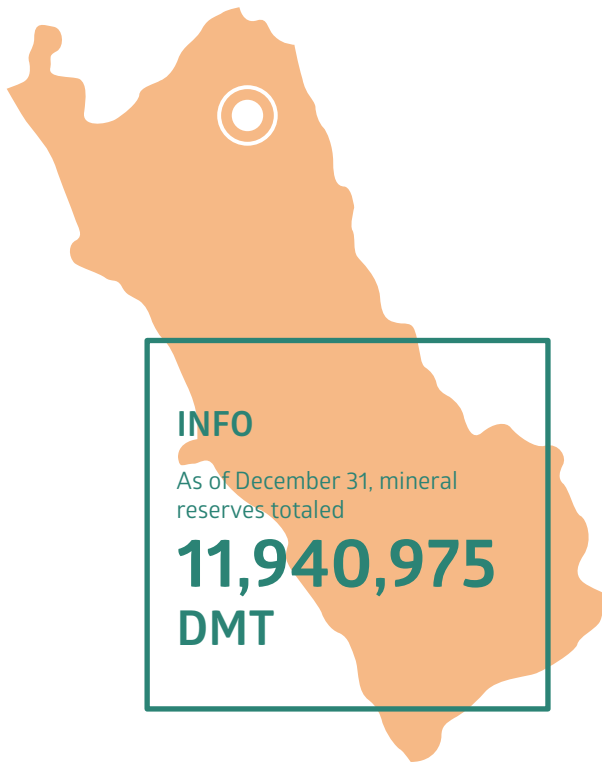 INFO
As of December 31, mineral
reserves totaled
11,940,975
DMT